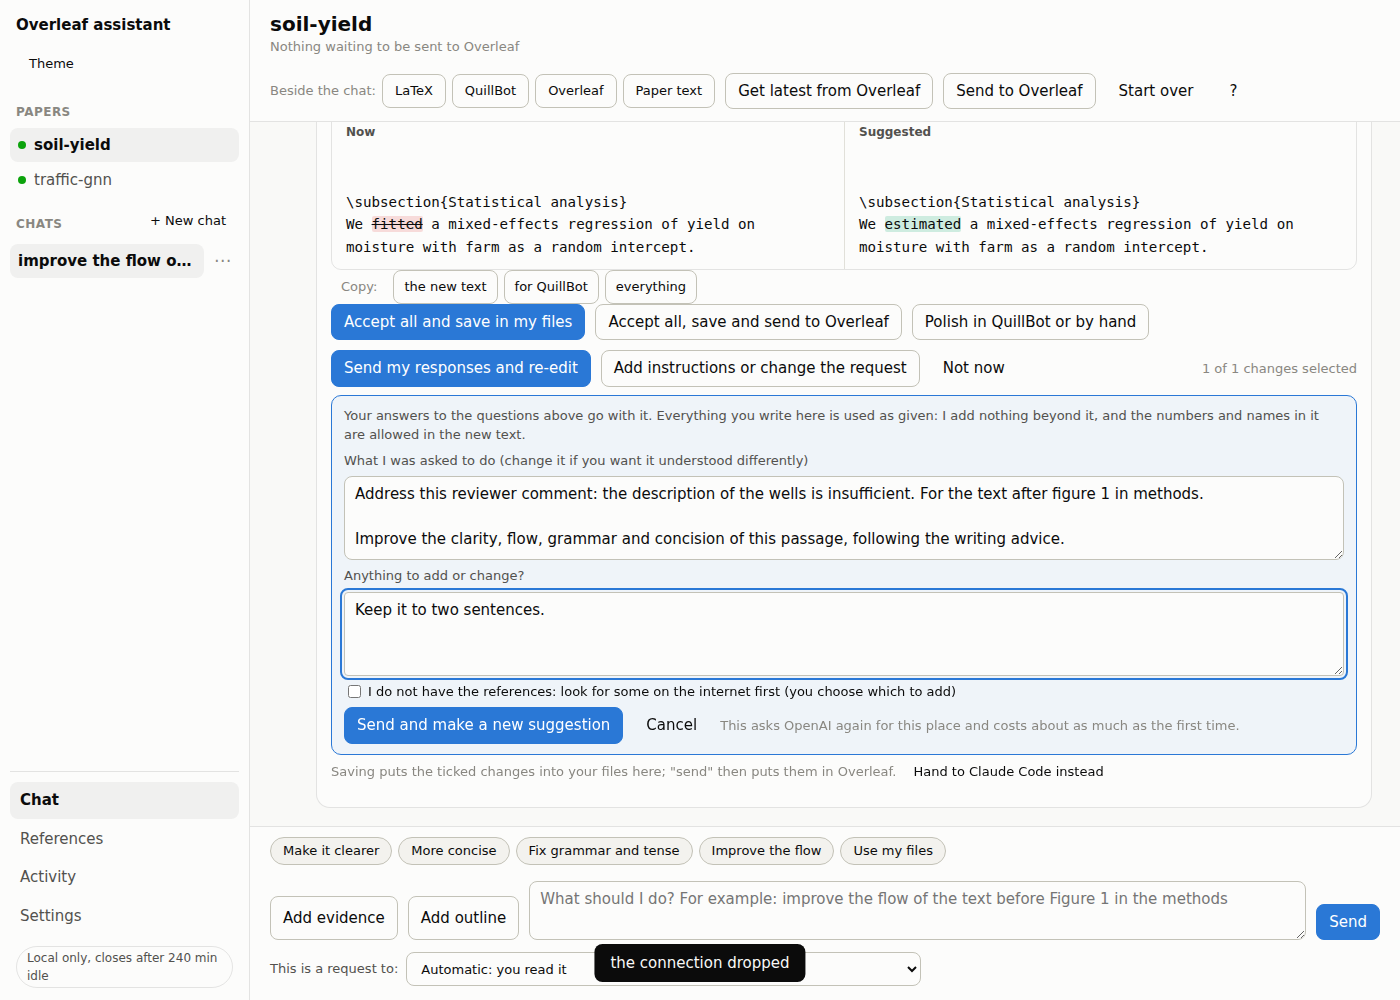 Overleaf assistant
Theme
PAPERS
soil-yield
traffic-gnn
CHATS
+ New chat
improve the flow o...
...
Chat
References
Activity
Settings
Local only, closes after 240 min
idle
soil-yield
Nothing waiting to be sent to Overleaf
Beside the chat: LaTeX QuillBot Overleaf Paper text Get latest from Overleaf Send to Overleaf Start over ?
Now
\subsection{Statistical analysis}
We fitted a mixed-effects regression of yield on
moisture with farm as a random intercept.
Suggested
\subsection{Statistical analysis}
We estimated a mixed-effects regression of yield on
moisture with farm as a random intercept.
Copy: the new text for QuillBot everything
Accept all and save in my files Accept all, save and send to Overleaf Polish in QuillBot or by hand
Send my responses and re-edit Add instructions or change the request Not now 1 of 1 changes selected
Your answers to the questions above go with it. Everything you write here is used as given: I add nothing beyond it, and the numbers and names in it
are allowed in the new text.
What I was asked to do (change it if you want it understood differently)
Address this reviewer comment: the description of the wells is insufficient. For the text after figure 1 in methods.
Improve the clarity, flow, grammar and concision of this passage, following the writing advice.
Anything to add or change?
Keep it to two sentences.
I do not have the references: look for some on the internet first (you choose which to add)
Send and make a new suggestion Cancel This asks OpenAI again for this place and costs about as much as the first time.
Saving puts the ticked changes into your files here; "send" then puts them in Overleaf. Hand to Claude Code instead
Make it clearer More concise Fix grammar and tense Improve the flow Use my files
Add evidence Add outline What should I do? For example: improve the flow of the text before Figure 1 in the methods Send
This is a request to: Automatic: you read it
the connection dropped